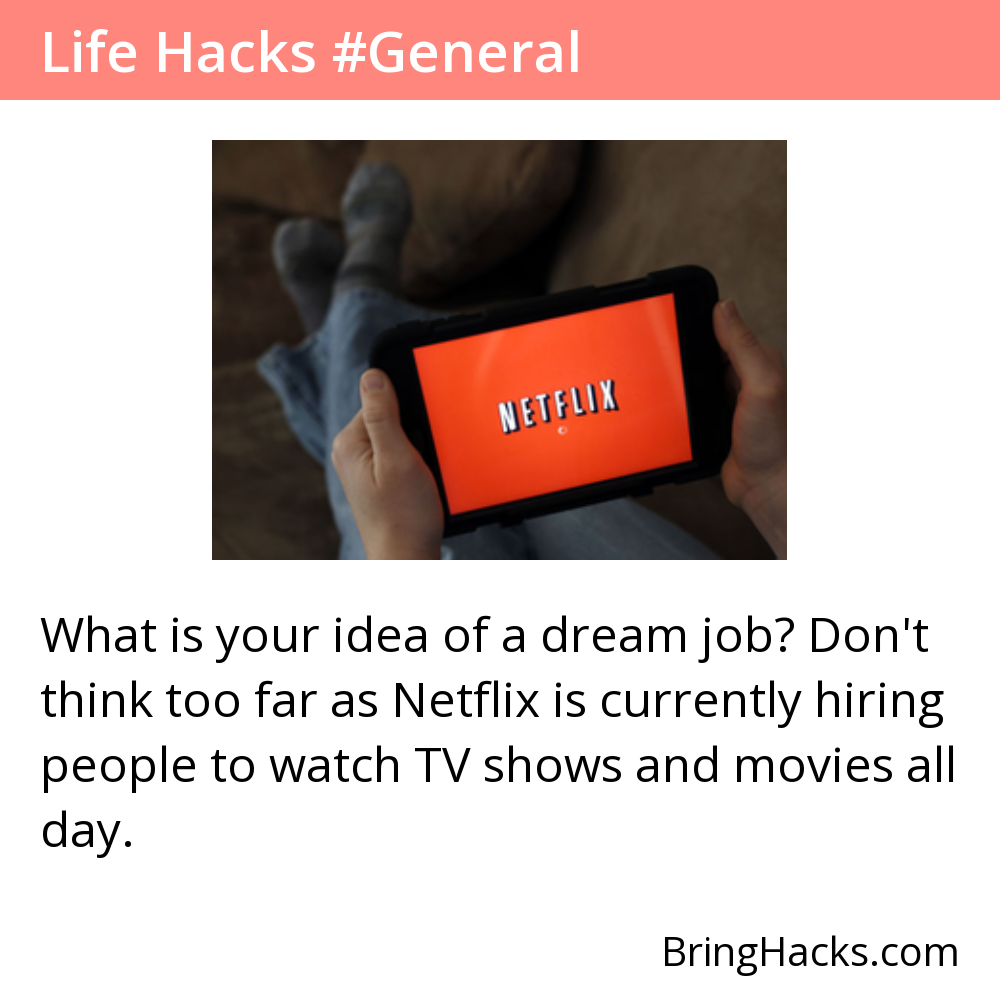 Life Hacks #General
NETFLIX
What is your idea of a dream job? Don't
think too far as Netflix is currently hiring
people to watch TV shows and movies all
day.
BringHacks.com